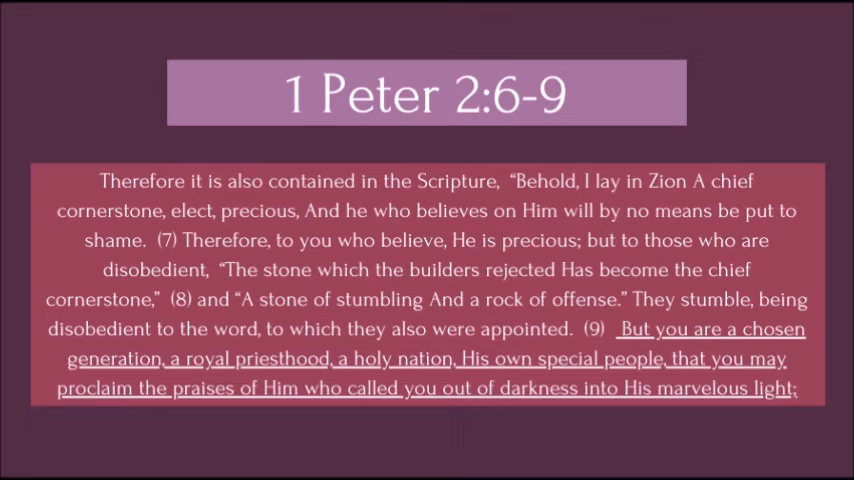 1 Peter 2:6-9
Therefore it is also contained in the Scripture, “Behold, I lay in Zion A chief
cornerstone, elect, precious, And he who believes on Him will by no means be put to
shame. (7) Therefore, to you who believe, He is precious; but to those who are
disobedient, “The stone which the builders rejected Has become the chief
cornerstone,” (8) and “A stone of stumbling And a rock of offense.” They stumble, being
disobedient to the word, to which they also were appointed. (9) But you are a chosen
generation, a royal priesthood, a holy nation, His own special people, that you may
proclaim the praises of Him who called you out of darkness into His marvelous light;